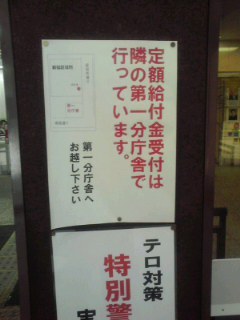 定額給付金受付は
隣の第一分庁舎で
行っています。
第一分庁舎へ
お越し下さい
テロ対策
特別警